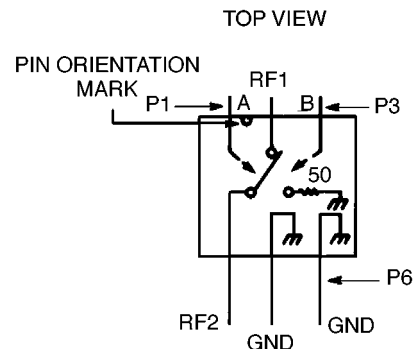 TOP VIEW
PIN ORIENTATION
MARK
P1
A
RF1
B
P3
50
P6
RF2
GND
GND